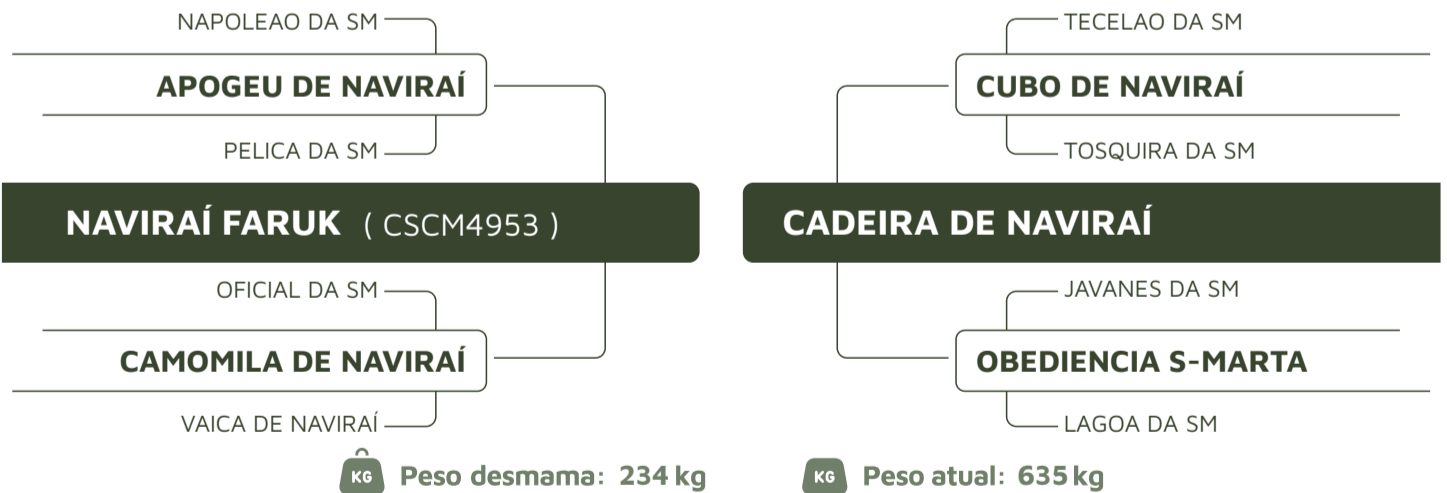 NAPOLEAO DA SM
TECELAO DA SM
APOGEU DE NAVIRAÍ
CUBO DE NAVIRAÍ
PELICA DA SM
TOSQUIRA DA SM
NAVIRAÍ FARUK ( CSCM4953 )
CADEIRA DE NAVIRAÍ
OFICIAL DA SM
JAVANES DA SM
CAMOMILA DE NAVIRAÍ
OBEDIENCIA S-MARTA
VAICA DE NAVIRAÍ
LAGOA DA SM
KG Peso desmama: 234 kg
KG Peso atual: 635 kg